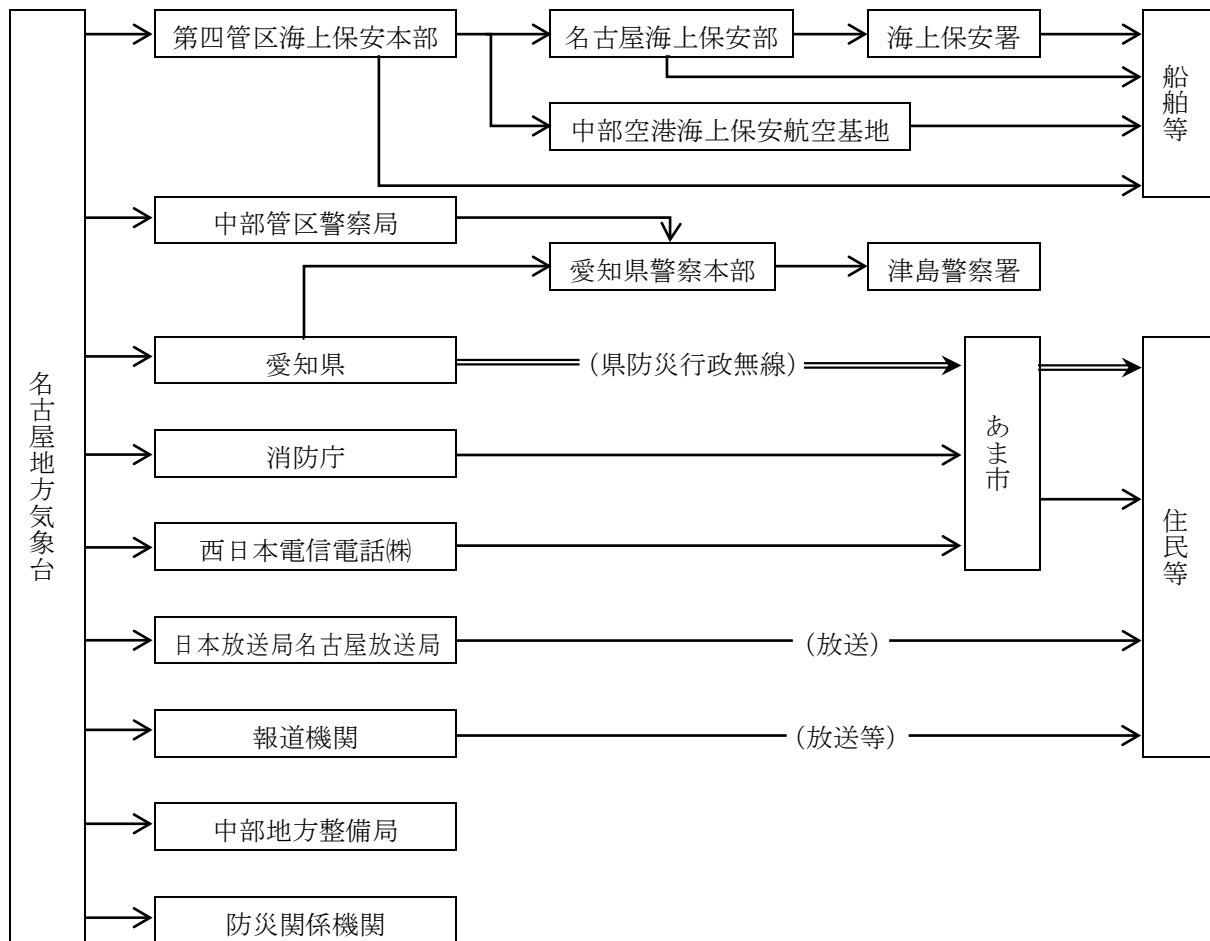 名古屋地方気象台
第四管区海上保安本部
名古屋海上保安部
海上保安署
船舶等
中部空港海上保安航空基地
中部管区警察局
愛知県警察本部
津島警察署
愛知県
（県防災行政無線）
あま市
消防庁
西日本電信電話㈱
住民等
日本放送局名古屋放送局
（放送）
報道機関
（放送等）
中部地方整備局
防災関係機関